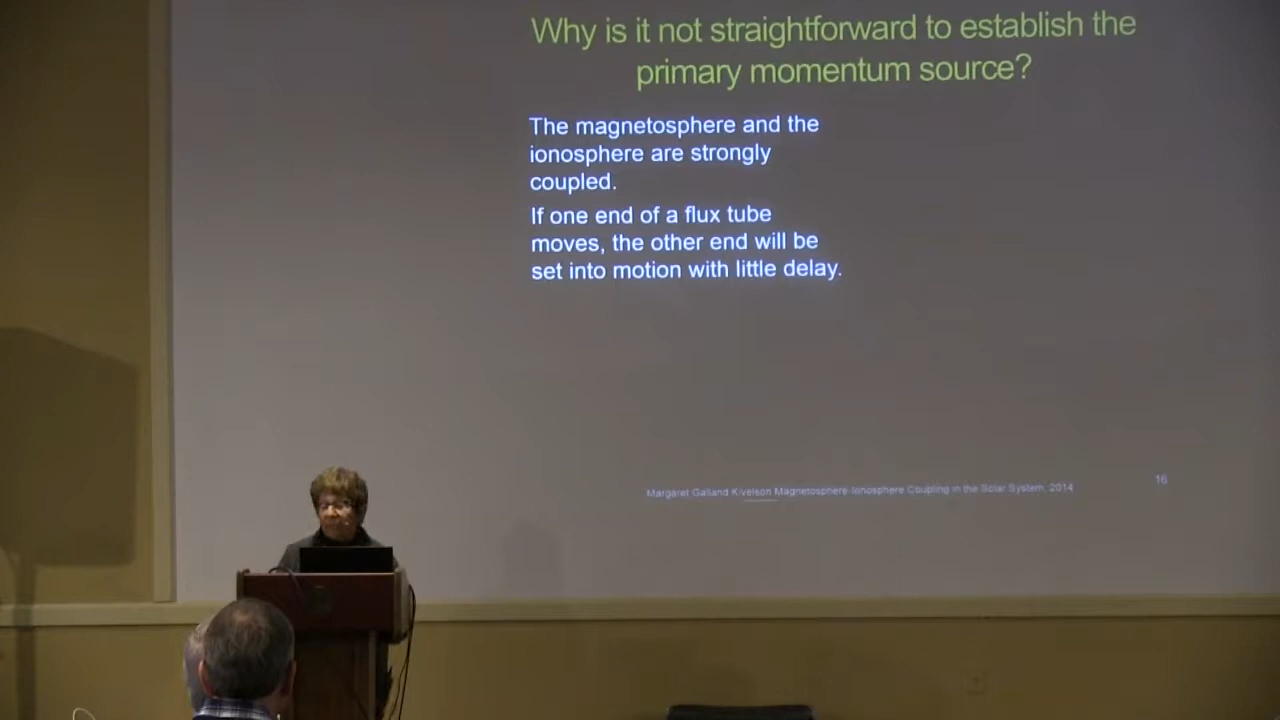 Why is it not straightforward to establish the
primary momentum source?
The magnetosphere and the
ionosphere are strongly
coupled.
If one end of a flux tube
moves, the other end will be
set into motion with little delay.
Margaret Galland Kivelson Magnetosphere-Ionosphere Coupling in the Solar System, 2014
16